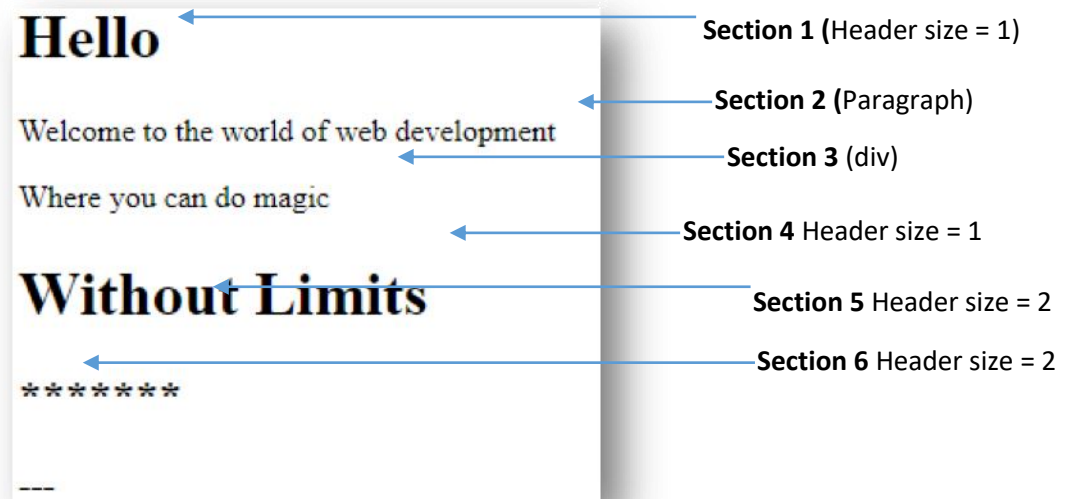 Hello
Section 1 (Header size = 1)
Section 2 (Paragraph)
Welcome to the world of web development
Section 3 (div)
Where you can do magic
Section 4 Header size = 1
Without Limits
Section 5 Header size = 2
Section 6 Header size = 2
*******
---